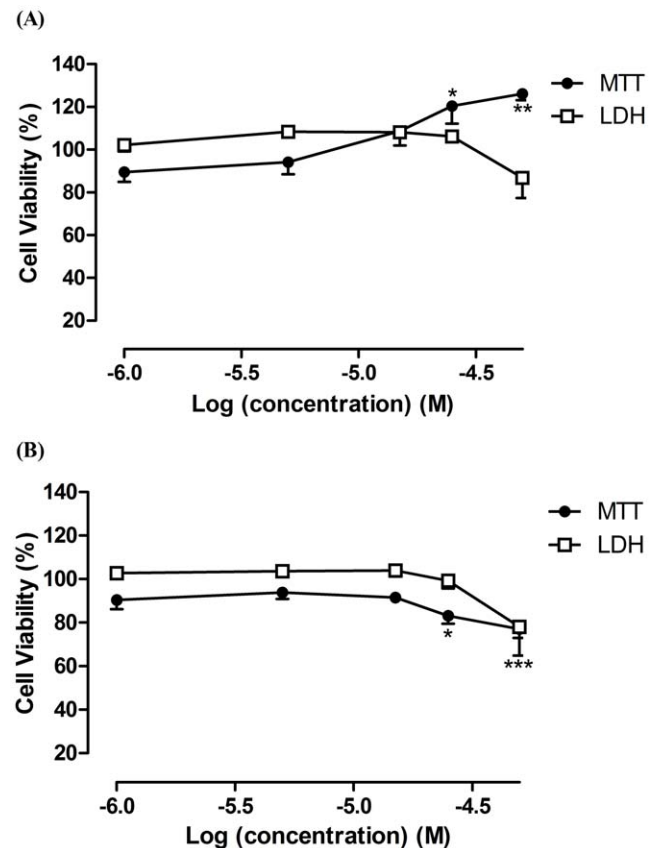 (A)
140
120
100
80
60
40
20
Cell Viability (%)
*
**
MTT
LDH
-6.0 -5.5 -5.0 -4.5
Log (concentration) (M)
(B)
140
120
100
80
60
40
20
Cell Viability (%)
*
***
MTT
LDH
-6.0 -5.5 -5.0 -4.5
Log (concentration) (M)